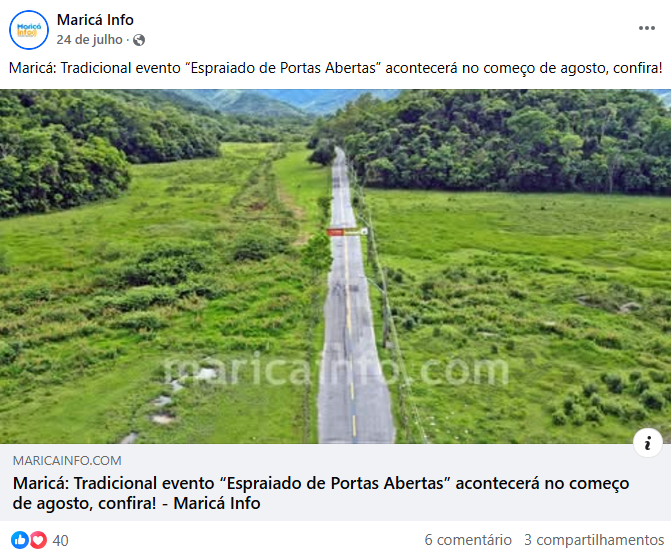 Maricá Info
24 de julho ·
Maricá: Tradicional evento “Espraiado de Portas Abertas” acontecerá no começo de agosto, confira!
maricainfo.com
MARICAINFO.COM
Maricá: Tradicional evento “Espraiado de Portas Abertas” acontecerá no começo
de agosto, confira! - Maricá Info
40
6 comentário 3 compartilhamentos